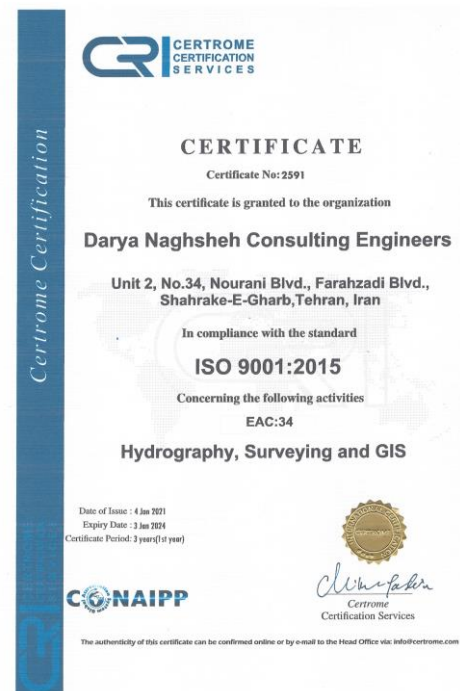 CR
CERTROME
CERTIFICATION
SERVICES
Certrome Certification
CERTIFICATE
Certificate No: 2591
This certificate is granted to the organization
Darya Naghsheh Consulting Engineers
Unit 2, No.34, Nourani Blvd., Farahzadi Blvd.,
Shahrake-E-Gharb,Tehran, Iran
In compliance with the standard
ISO 9001:2015
Concerning the following activities
EAC:34
Hydrography, Surveying and GIS
Date of Issue : 4 Jan 2021
Expiry Date : 3 Jan 2024
Certificate Period: 3 years(1st year)
CONAIPP
CERTROME
Certrome
Certification Services
The authenticity of this certificate can be confirmed online or by e-mail to the Head Office via: info@certrome.com